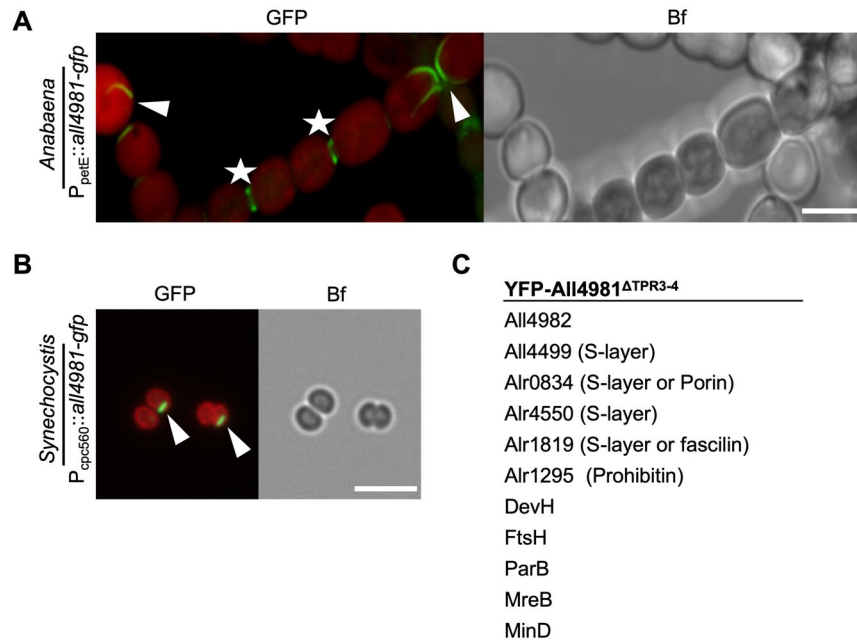 A
GFP
Bf
Anabaena
PpetE::all4981-gfp
B
GFP
Bf
Synechocystis
Pcpc560::all4981-gfp
C
YFP-All4981ΔTPR3-4
All4982
All4499 (S-layer)
Alr0834 (S-layer or Porin)
Alr4550 (S-layer)
Alr1819 (S-layer or fascilin)
Alr1295 (Prohibitin)
DevH
FtsH
ParB
MreB
MinD